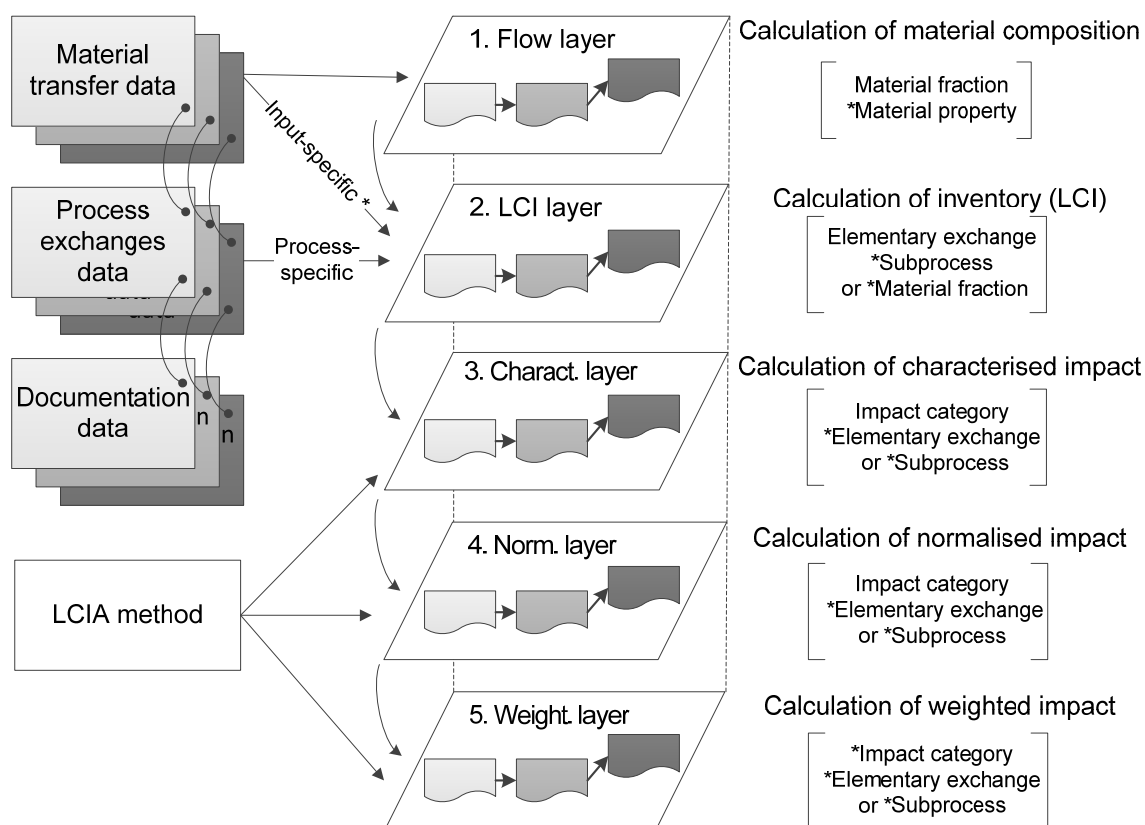 Material
transfer data
Process
exchanges
data
data
data
Documentation
data
n
n
LCIA method
Input-specific *
Process–
specific
1. Flow layer
2. LCI layer
3. Charact. layer
4. Norm. layer
5. Weight. layer
Calculation of material composition
Material fraction
*Material property
Calculation of inventory (LCI)
Elementary exchange
*Subprocess
or *Material fraction
Calculation of characterised impact
Impact category
*Elementary exchange
or *Subprocess
Calculation of normalised impact
Impact category
*Elementary exchange
or *Subprocess
Calculation of weighted impact
*Impact category
*Elementary exchange
or *Subprocess